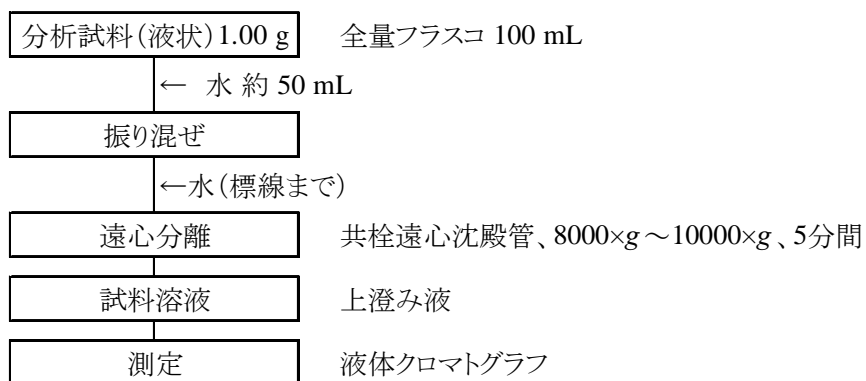 分析試料(液状)1.00 g 全量フラスコ 100 mL
← 水 約 50 mL
振り混ぜ
←水(標線まで)
遠心分離 共栓遠心沈殿管、8000×g～10000×g、5分間
試料溶液 上澄み液
測定 液体クロマトグラフ